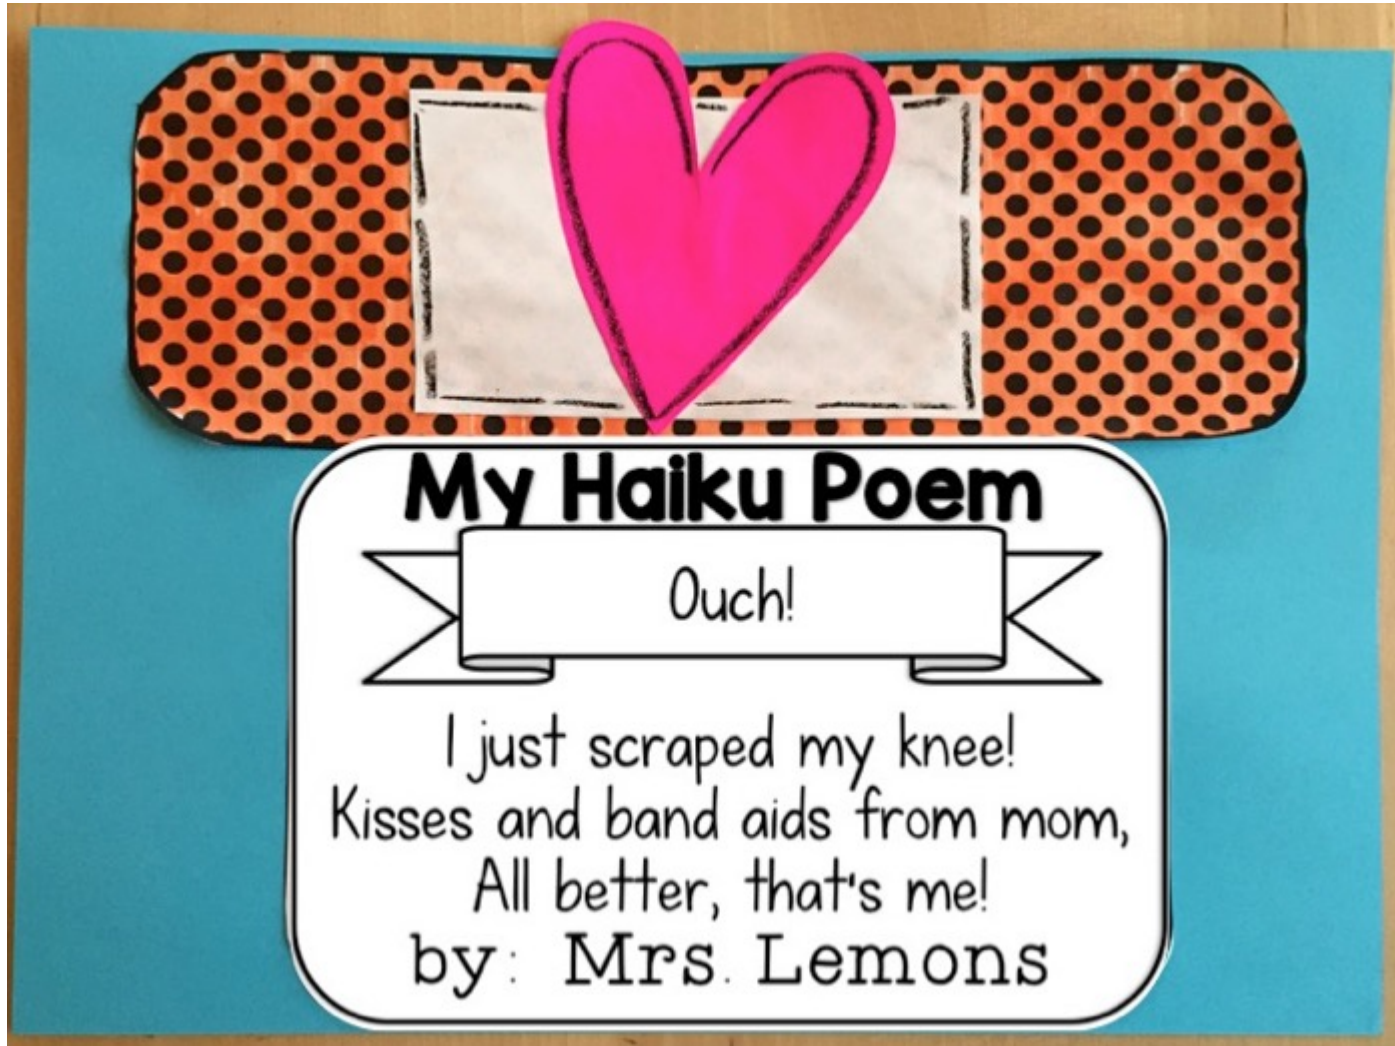 My Haiku Poem
Ouch!
I just scraped my knee!
Kisses and band aids from mom,
All better, that's me!
by: Mrs. Lemons